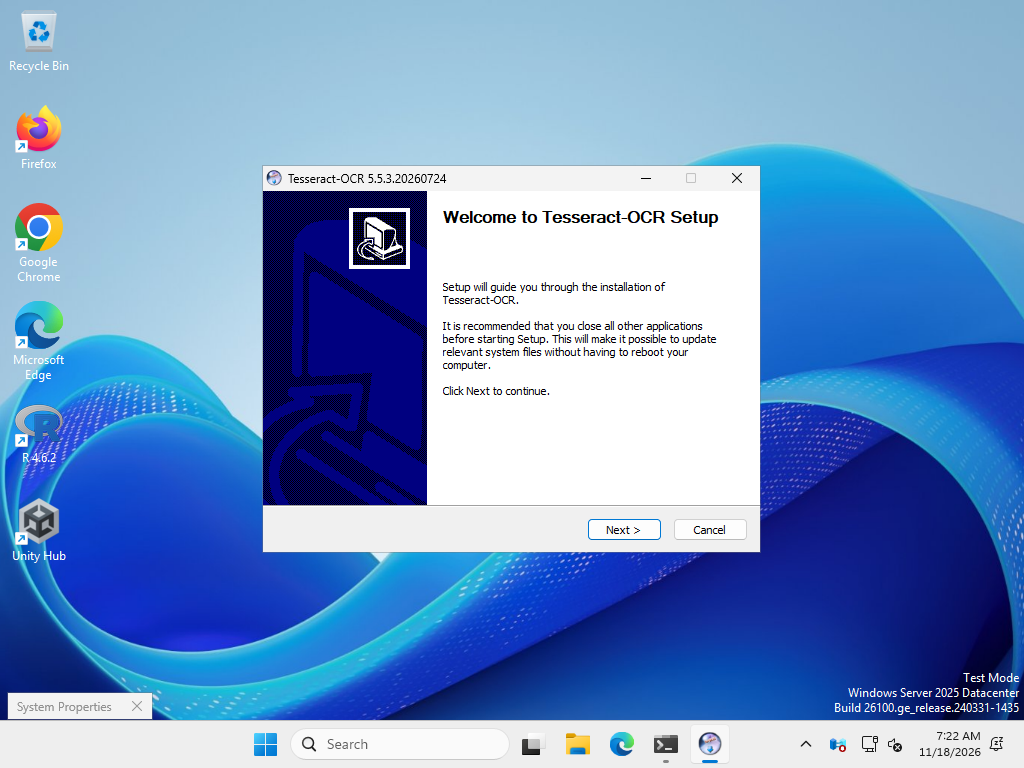 Recycle Bin
Firefox
Google
Chrome
Microsoft
Edge
R 4.6.2
Unity Hub
Tesseract-OCR 5.5.3.20260724
Welcome to Tesseract-OCR Setup
Setup will guide you through the installation of
Tesseract-OCR.
It is recommended that you close all other applications
before starting Setup. This will make it possible to update
relevant system files without having to reboot your
computer.
Click Next to continue.
Next >
Cancel
Test Mode
Windows Server 2025 Datacenter
Build 26100.ge_release.240331-1435
System Properties
Search
7:22 AM
11/18/2026